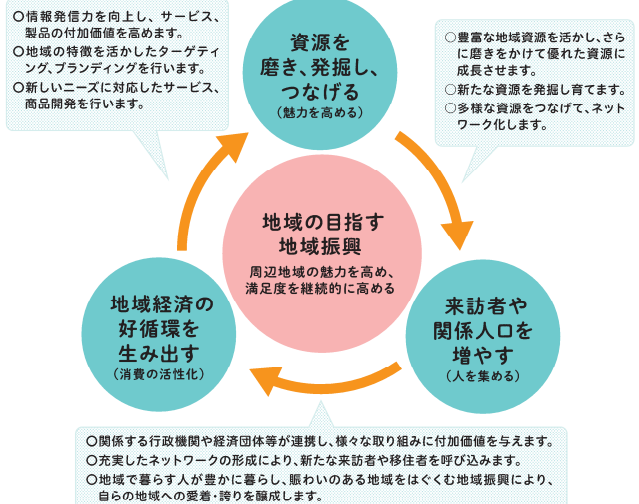 〇情報発信力を向上し、サービス、
製品の付加価値を高めます。
〇地域の特徴を活かしたターゲティ
ング、ブランディングを行います。
〇新しいニーズに対応したサービス、
商品開発を行います。
資源を
磨き、発掘し、
つなげる
（魅力を高める）
〇豊富な地域資源を活かし、さら
に磨きをかけて優れた資源に
成長させます。
〇新たな資源を発掘し育てます。
〇多様な資源をつなげて、ネット
ワーク化します。
地域の目指す
地域振興
周辺地域の魅力を高め、
満足度を継続的に高める
地域経済の
好循環を
生み出す
（消費の活性化）
来訪者や
関係人口を
増やす
（人を集める）
〇関係する行政機関や経済団体等が連携し、様々な取り組みに付加価値を与えます。
〇充実したネットワークの形成により、新たな来訪者や移住者を呼び込みます。
〇地域で暮らす人が豊かに暮らし、賑わいのある地域をはぐくむ地域振興により、
自らの地域への愛着・誇りを醸成します。